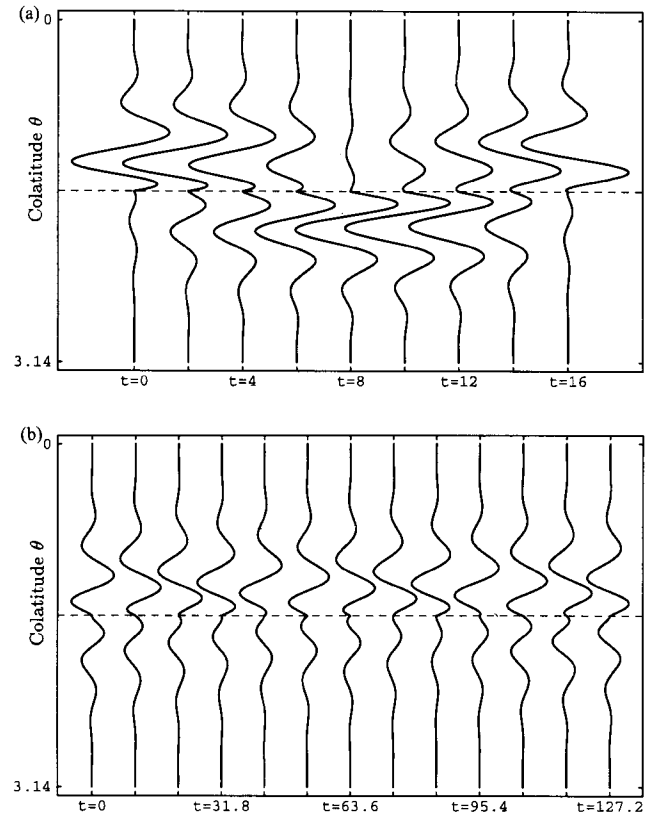 (a)
0
Colatitude θ
3.14
t=0 t=4 t=8 t=12 t=16
(b)
0
Colatitude θ
3.14
t=0 t=31.8 t=63.6 t=95.4 t=127.2